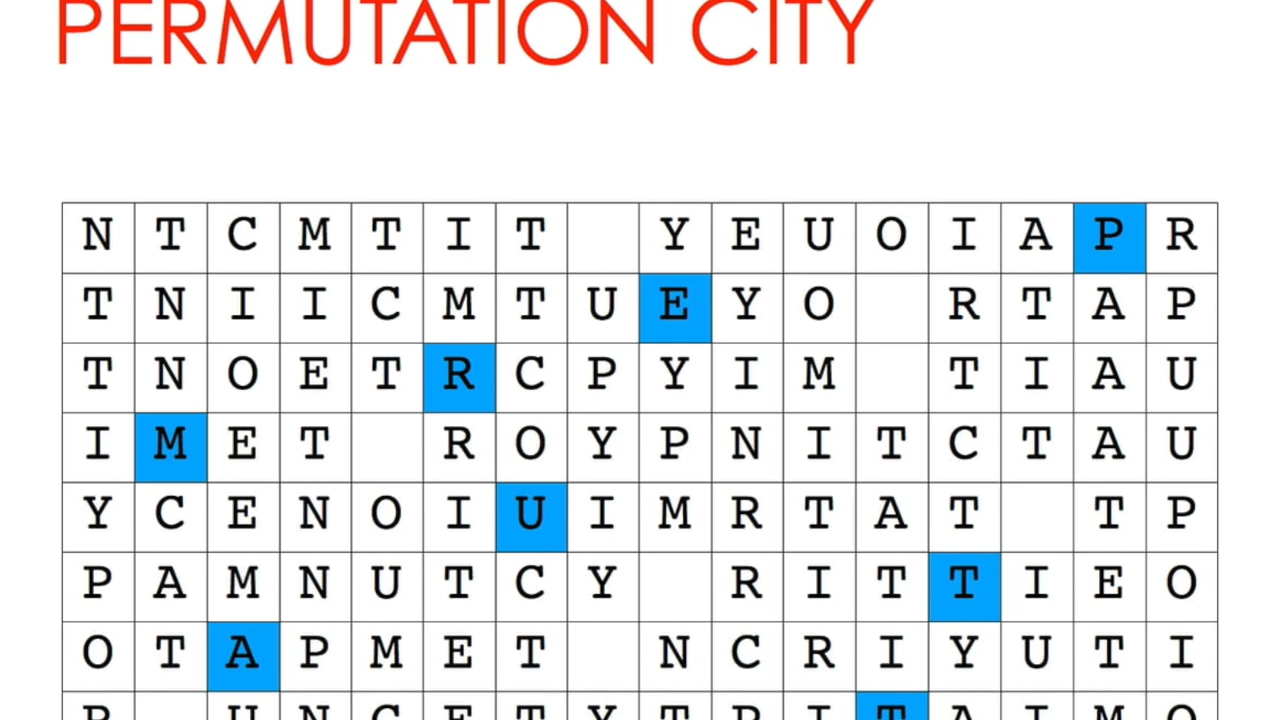 PERMUTATION CITY
N T C M T I T Y E U O I A P R
T N I I C M T U E Y O R T A P
T N O E T R C P Y I M T I A U
I M E T R O Y P N I T C T A U
Y C E N O I U I M R T A T T P
P A M N U T C Y R I T T I E O
O T A P M E T N C R I Y U T I